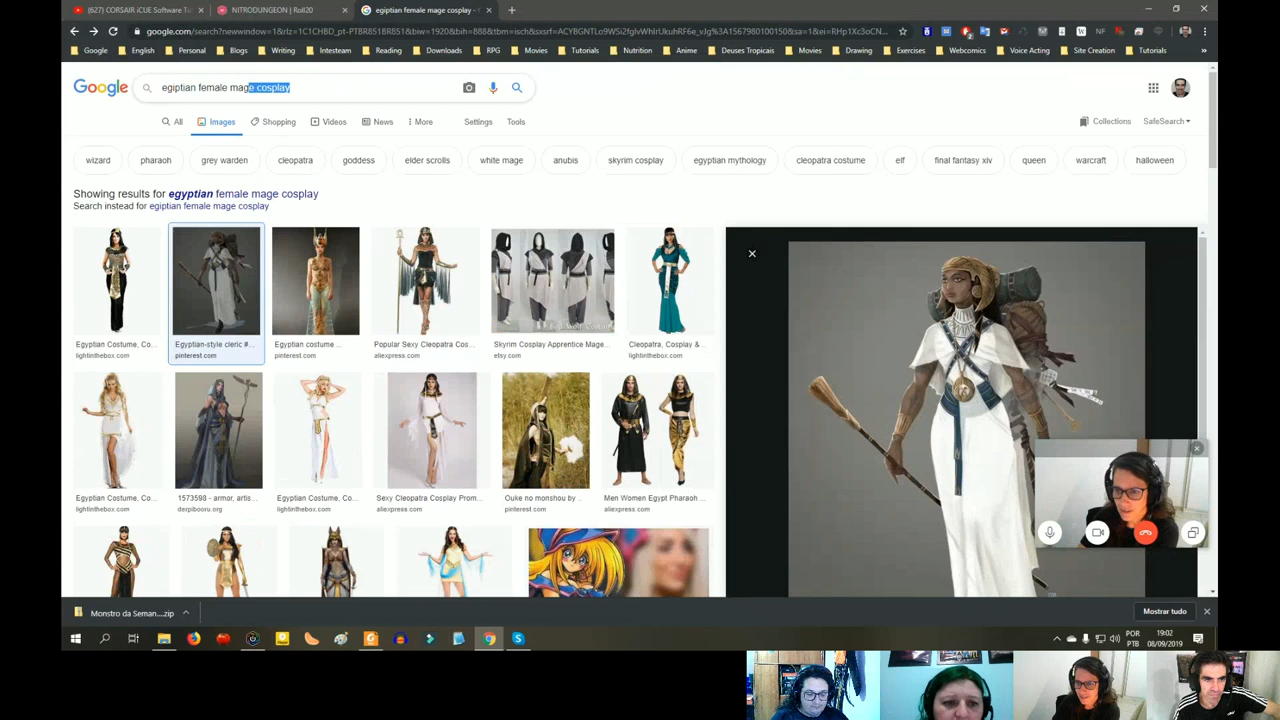 (627) CORSAIR iCUE Software Tu
NITRODUNGEON | Roll20
egiptian female mage cosplay -
google.com/search?newwindow=1&rlz=1C1CHBD_pt-PTBR851BR851&biw=1920&bih=888&tbm=isch&
Google English Personal Blogs Writing Intesteam Reading Downloads RPG Movies Tutorials Nutrition Anime Deuses Tropicais Movies Drawing Exercises Webcomics Voice Acting Site Creation Tutorials
Google egiptian female mage cosplay
All Images Shopping Videos News More Settings Tools Collections SafeSearch
wizard pharaoh grey warden cleopatra goddess elder scrolls white mage anubis skyrim cosplay egyptian mythology cleopatra costume elf final fantasy xiv queen warcraft halloween
Showing results for egyptian female mage cosplay
Search instead for egiptian female mage cosplay
Egyptian Costume, Co... Egyptian-style cleric #... Egyptian costume ... Popular Sexy Cleopatra Cos... Skyrim Cosplay Apprentice Mage... Cleopatra, Cosplay & ...
lightinthebox.com pinterest.com pinterest.com aliexpress.com etsy.com lightinthebox.com
Egyptian Costume, Co... 1573598 - armor, artis... Egyptian Costume, Co... Sexy Cleopatra Cosplay Prom... Ouke no monshou by ... Men Women Egypt Pharaoh ...
lightinthebox.com derpibooru.org lightinthebox.com aliexpress.com pinterest.com aliexpress.com
Monstro da Seman....zip
Mostrar tudo
POR 19:02
PTB 08/09/2019